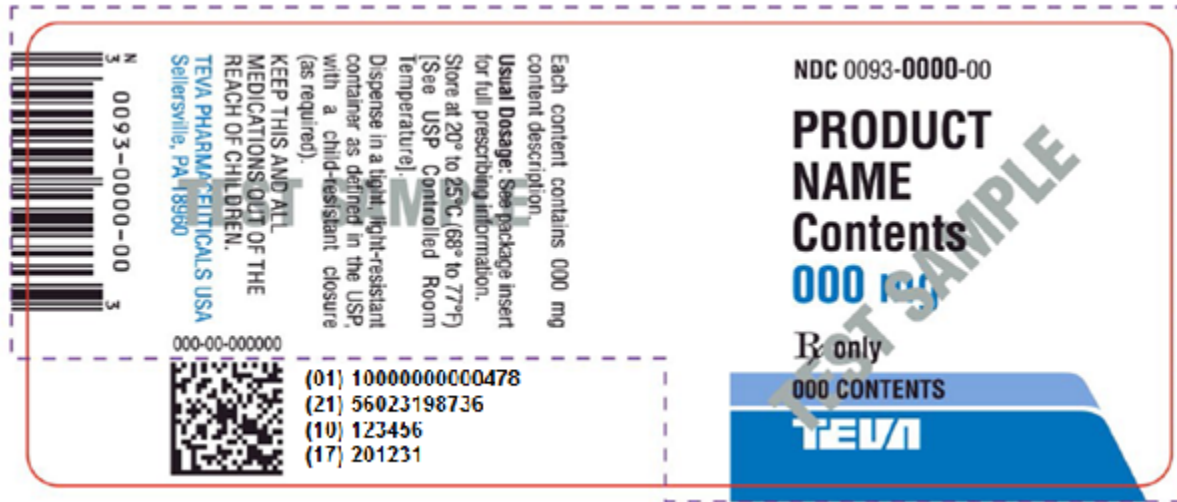 N
3
0093-0000-00
3
TEVA PHARMACEUTICALS USA
Sellersville, PA 18960
KEEP THIS AND ALL
MEDICATIONS OUT OF THE
REACH OF CHILDREN.
Dispense in a tight, light-resistant
container as defined in the USP,
with a child-resistant closure
(as required).
Store at 20° to 25°C (68° to 77°F)
[See USP Controlled Room
Temperature].
Usual Dosage: See package insert
for full prescribing information.
Each content contains 000 mg
content description.
TEST SAMPLE
000-00-000000
(01) 10000000000478
(21) 56023198736
(10) 123456
(17) 201231
NDC 0093-0000-00
PRODUCT
NAME
Contents
000 mg
Rx only
000 CONTENTS
TEVA
TEST SAMPLE